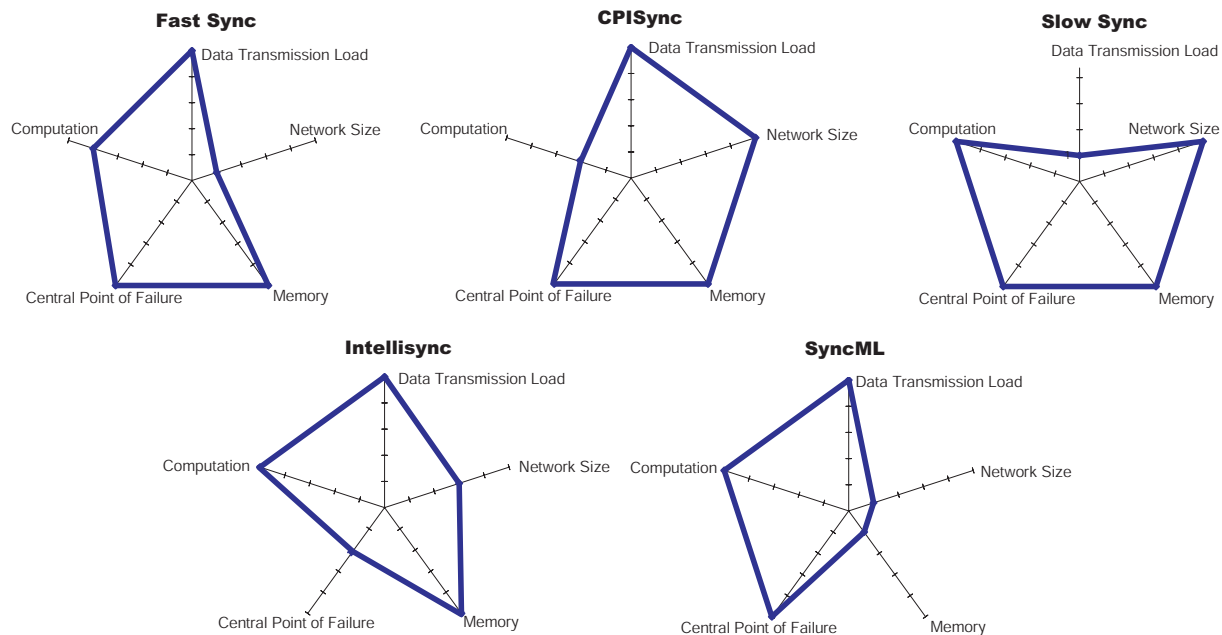 Fast Sync
Data Transmission Load
Computation
Network Size
Central Point of Failure
Memory
CPISync
Data Transmission Load
Computation
Network Size
Central Point of Failure
Memory
Slow Sync
Data Transmission Load
Computation
Network Size
Central Point of Failure
Memory
Intellisync
Data Transmission Load
Computation
Network Size
Central Point of Failure
Memory
SyncML
Data Transmission Load
Computation
Network Size
Central Point of Failure
Memory